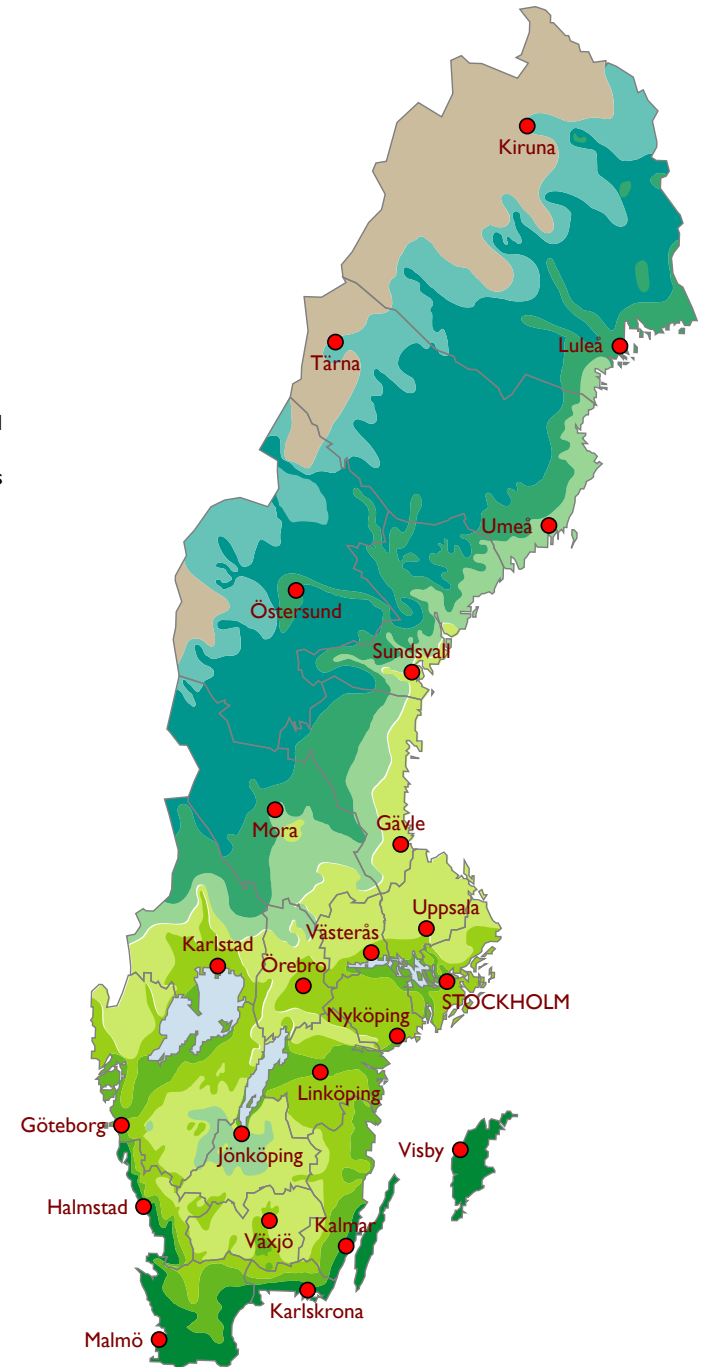 Kiruna
Tärna
Luleå
Umeå
Östersund
Sundsvall
Mora
Gävle
Uppsala
Västerås
Karlstad
Örebro
STOCKHOLM
Nyköping
Linköping
Göteborg
Jönköping
Visby
Halmstad
Växjö
Kalmar
Karlskrona
Malmö